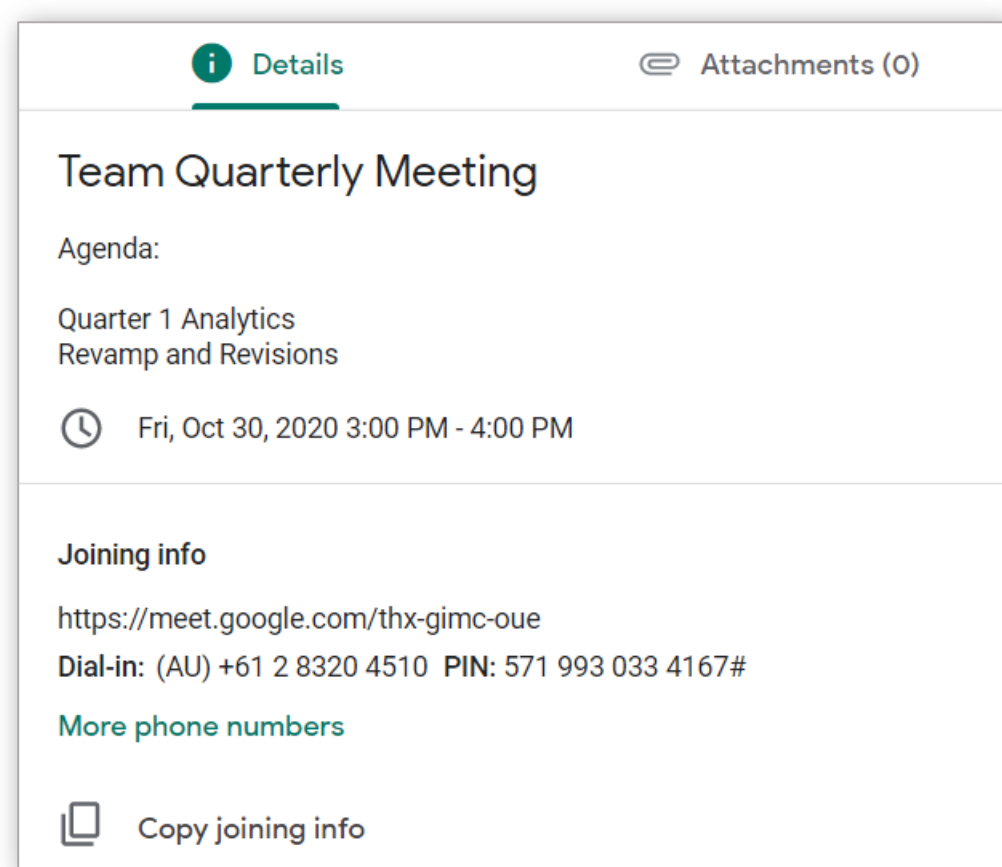 Details
Attachments (0)
Team Quarterly Meeting
Agenda:
Quarter 1 Analytics
Revamp and Revisions
Fri, Oct 30, 2020 3:00 PM - 4:00 PM
Joining info
https://meet.google.com/thx-gimc-oue
Dial-in: (AU) +61 2 8320 4510 PIN: 571 993 033 4167#
More phone numbers
Copy joining info